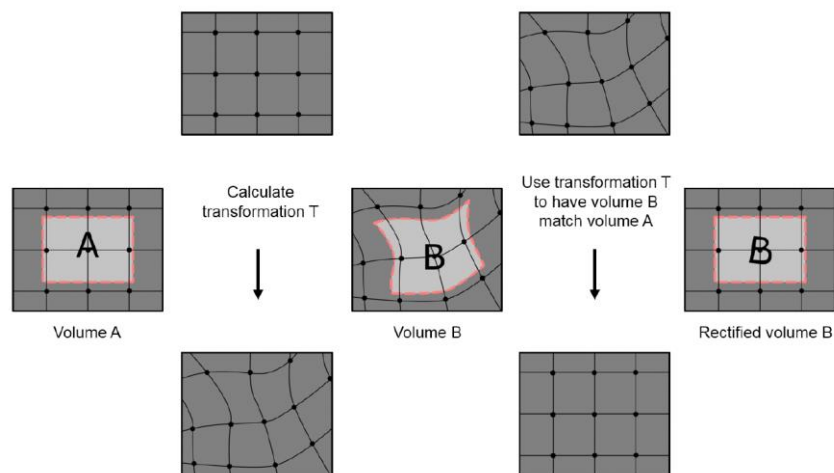 Calculate
transformation T
Use transformation T
to have volume B
match volume A
A
B
B
Volume A
Volume B
Rectified volume B